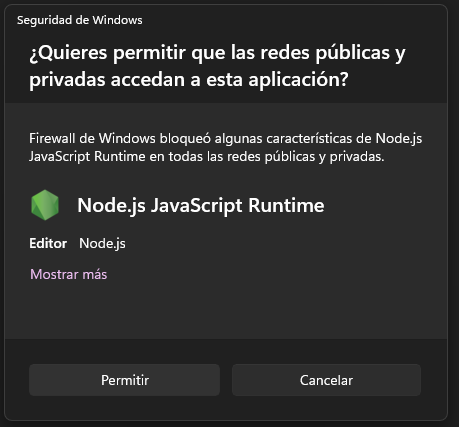 Seguridad de Windows
¿Quieres permitir que las redes públicas y
privadas accedan a esta aplicación?
Firewall de Windows bloqueó algunas características de Node.js
JavaScript Runtime en todas las redes públicas y privadas.
Node.js JavaScript Runtime
Editor Node.js
Mostrar más
Permitir Cancelar